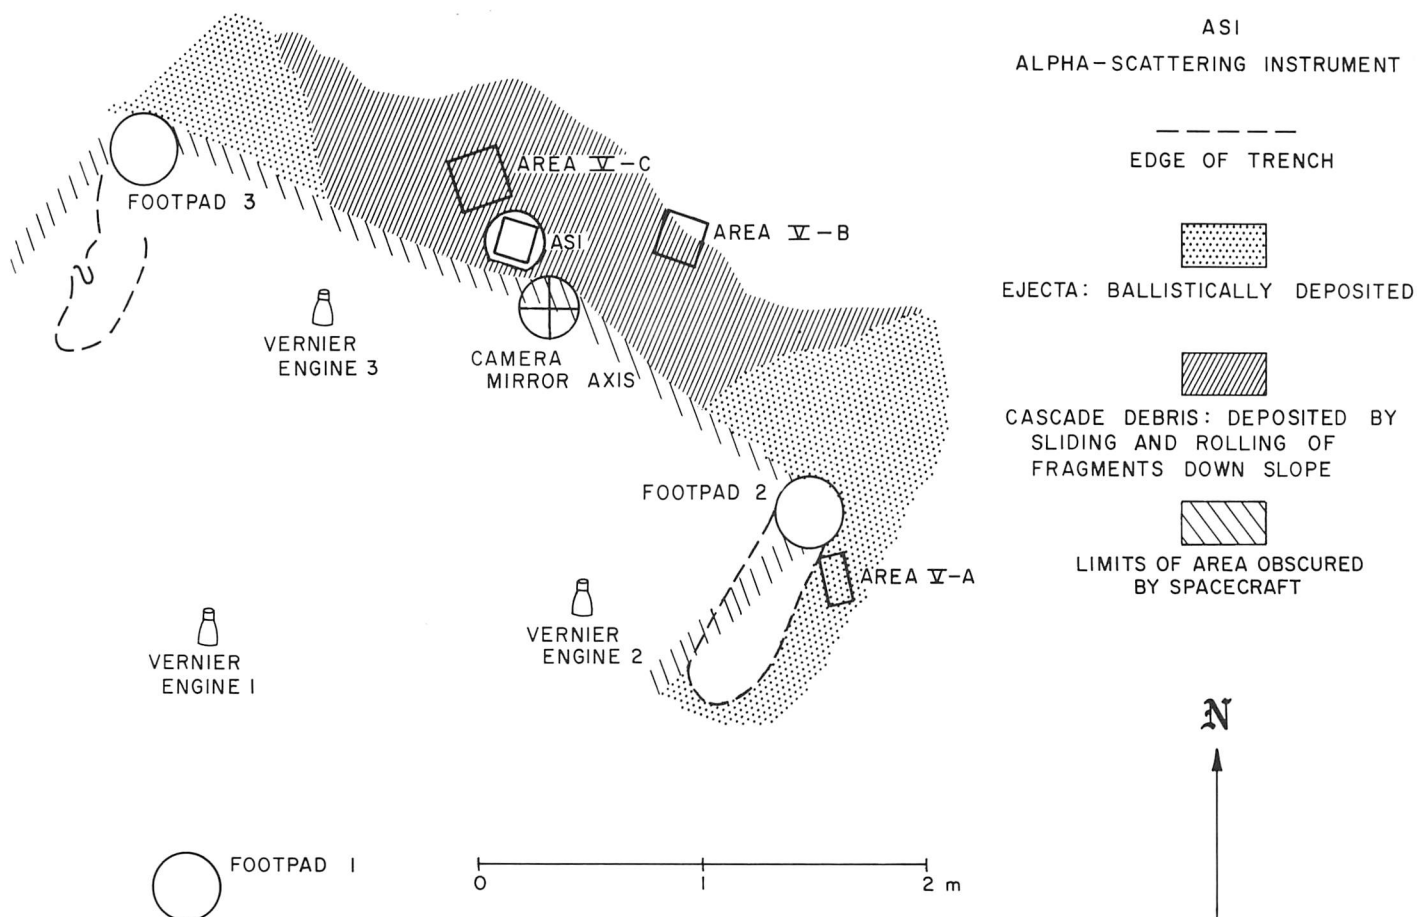 ASI
ALPHA-SCATTERING INSTRUMENT
EDGE OF TRENCH
EJECTA: BALLISTICALLY DEPOSITED
CASCADE DEBRIS: DEPOSITED BY
SLIDING AND ROLLING OF
FRAGMENTS DOWN SLOPE
LIMITS OF AREA OBSCURED
BY SPACECRAFT
N
AREA V-C
FOOTPAD 3
ASI
AREA V-B
VERNIER
ENGINE 3
CAMERA
MIRROR AXIS
FOOTPAD 2
AREA V-A
VERNIER
ENGINE 2
VERNIER
ENGINE 1
FOOTPAD 1
0 1 2 m